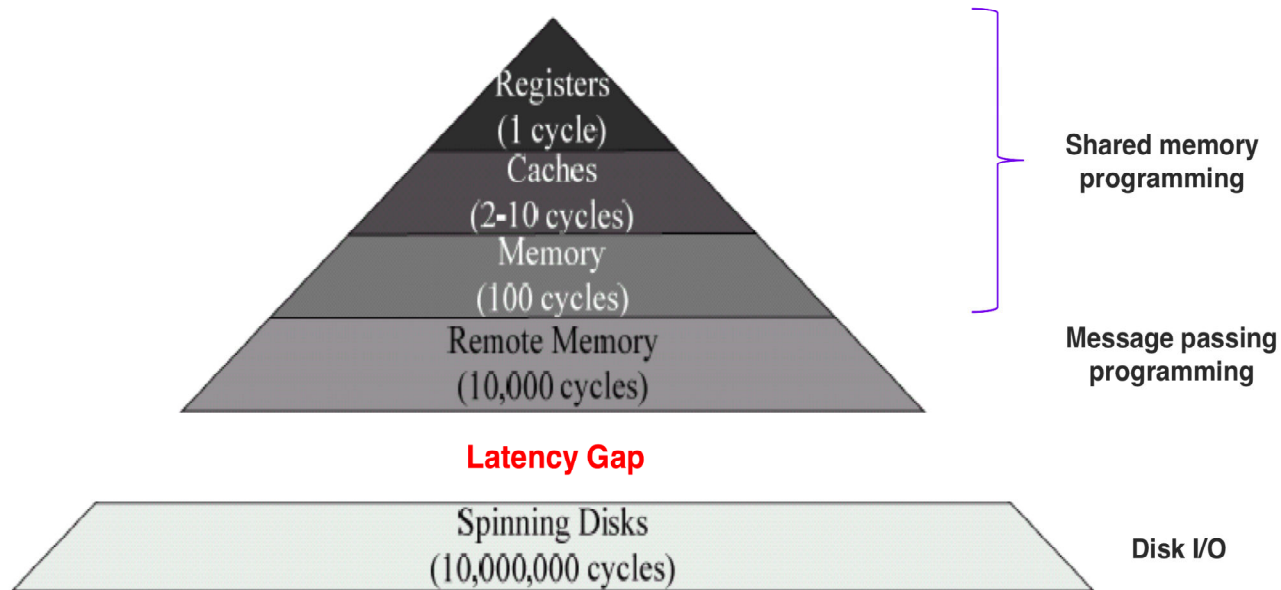 Registers
(1 cycle)
Caches
(2-10 cycles)
Memory
(100 cycles)
Remote Memory
(10,000 cycles)
Latency Gap
Spinning Disks
(10,000,000 cycles)
Shared memory
programming
Message passing
programming
Disk I/O